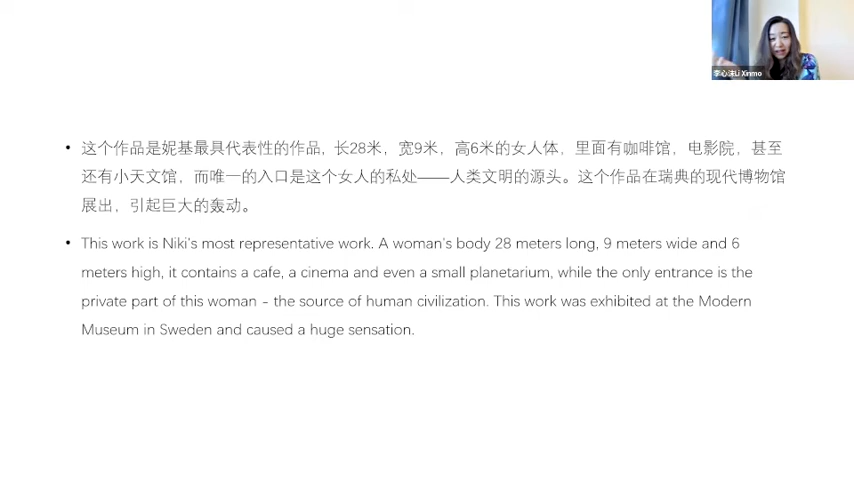 李心沫Li Xinmo
• 这个作品是妮基最具代表性的作品, 长28米，宽9米，高6米的女人体，里面有咖啡馆，电影院，甚至
还有小天文馆，而唯一的入口是这个女人的私处——人类文明的源头。这个作品在瑞典的现代博物馆
展出，引起巨大的轰动。
• This work is Niki's most representative work. A woman's body 28 meters long, 9 meters wide and 6
meters high, it contains a cafe, a cinema and even a small planetarium, while the only entrance is the
private part of this woman - the source of human civilization. This work was exhibited at the Modern
Museum in Sweden and caused a huge sensation.